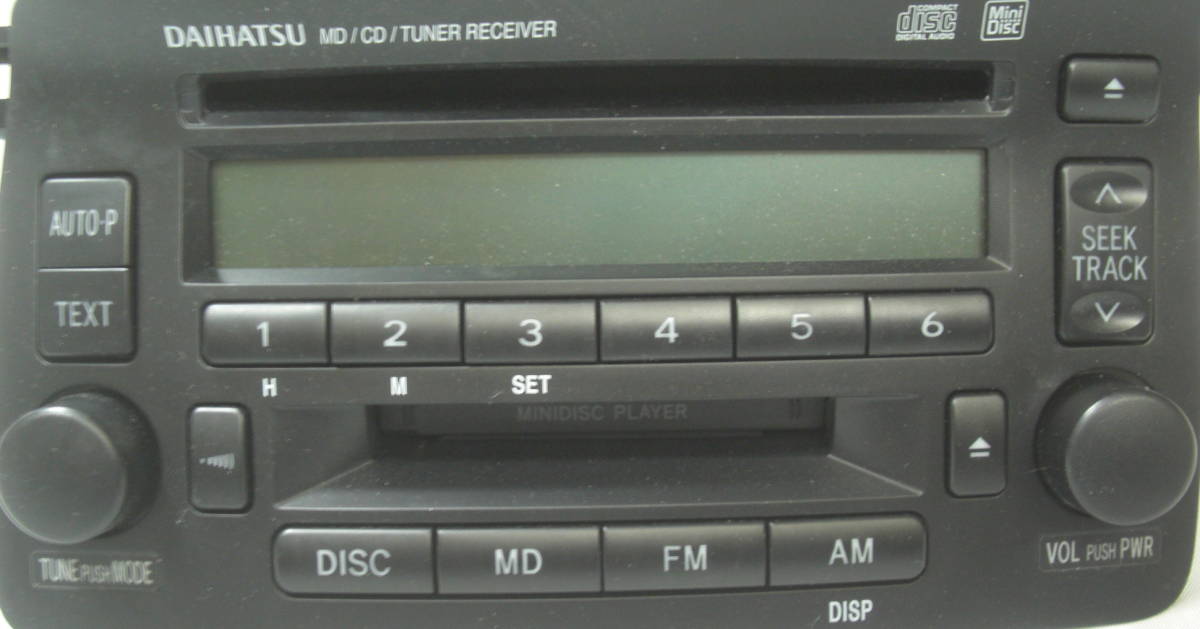 DAIHATSU MD / CD / TUNER RECEIVER
COMPACT
disc
DIGITAL AUDIO
Mini
Disc
AUTO-P
TEXT
SEEK
TRACK
1 2 3 4 5 6
H M SET
MINIDISC PLAYER
DISC MD FM AM
DISP
TUNE PUSH MODE
VOL PUSH PWR